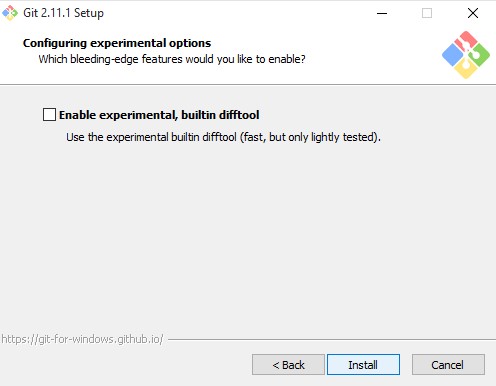 Git 2.11.1 Setup
Configuring experimental options
Which bleeding-edge features would you like to enable?
Enable experimental, builtin difftool
Use the experimental builtin difftool (fast, but only lightly tested).
https://git-for-windows.github.io/
< Back
Install
Cancel